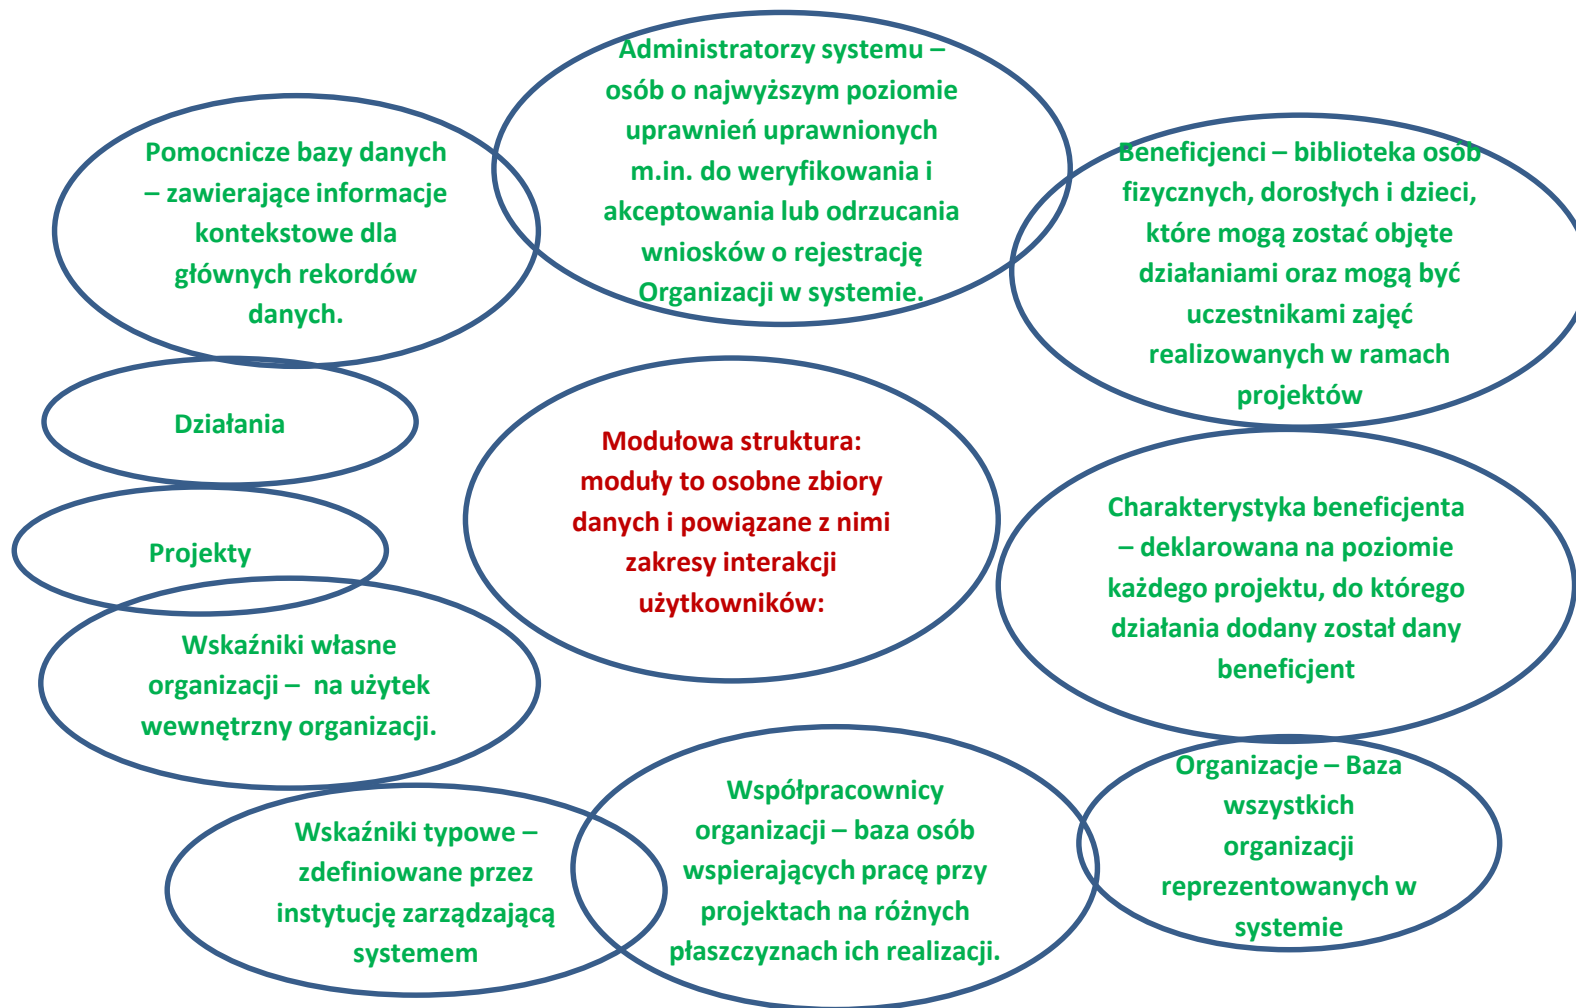 Administratorzy systemu –
osób o najwyższym poziomie
uprawnień uprawnionych
m.in. do weryfikowania i
akceptowania lub odrzucania
wniosków o rejestrację
Organizacji w systemie.
Pomocnicze bazy danych
– zawierające informacje
kontekstowe dla
głównych rekordów
danych.
Beneficjenci – biblioteka osób
fizycznych, dorosłych i dzieci,
które mogą zostać objęte
działaniami oraz mogą być
uczestnikami zajęć
realizowanych w ramach
projektów
Działania
Modułowa struktura:
moduły to osobne zbiory
danych i powiązane z nimi
zakresy interakcji
użytkowników:
Charakterystyka beneficjenta
– deklarowana na poziomie
każdego projektu, do którego
działania dodany został dany
beneficjent
Projekty
Wskaźniki własne
organizacji – na użytek
wewnętrzny organizacji.
Wskaźniki typowe –
zdefiniowane przez
instytucję zarządzającą
systemem
Współpracownicy
organizacji – baza osób
wspierających pracę przy
projektach na różnych
płaszczyznach ich realizacji.
Organizacje – Baza
wszystkich
organizacji
reprezentowanych w
systemie